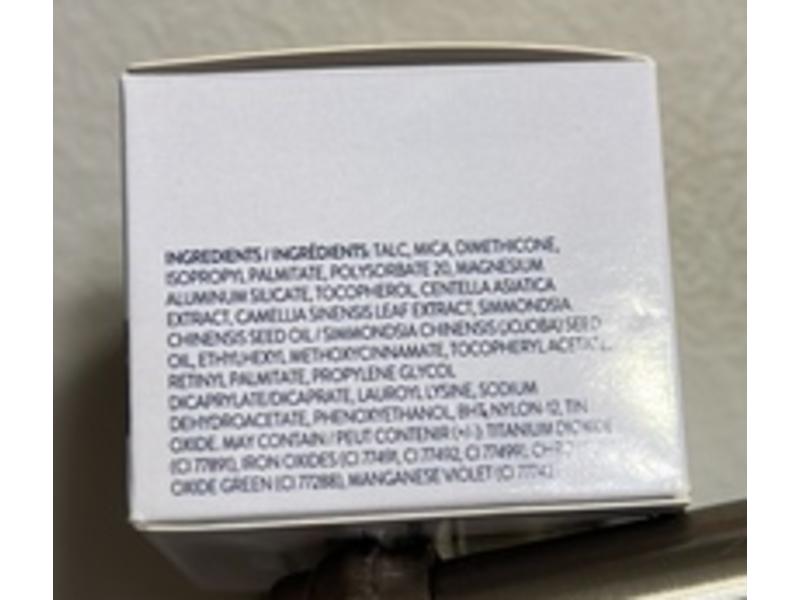 INGREDIENTS / INGRÉDIENTS: TALC, MICA, DIMETHICONE,
ISOPROPYL PALMITATE, POLYSORBATE 20, MAGNESIUM
ALUMINUM SILICATE, TOCOPHEROL, CENTELLA ASIATICA
EXTRACT, CAMELLIA SINENSIS LEAF EXTRACT, SIMMONDSIA
CHINENSIS SEED OIL / SIMMONDSIA CHINENSIS (JOJOBA) SEED
OIL, ETHYLHEXYL METHOXYCINNAMATE, TOCOPHERYL
RETINYL PALMITATE, PROPYLENE GLYCOL
DICAPRYLATE/DICAPRATE, LAUROYL LYSINE, SODIUM
DEHYDROACETATE, PHENOXYETHANOL, BHT, NYLON-12, TIN
OXIDE. MAY CONTAIN / PEUT CONTENIR (+/-): TITANIUM DIOXIDE
(CI 77891), IRON OXIDES (CI 77491, CI 77492, CI 77499),
OXIDE GREEN (CI 77288), MANGANESE VIOLET (CI